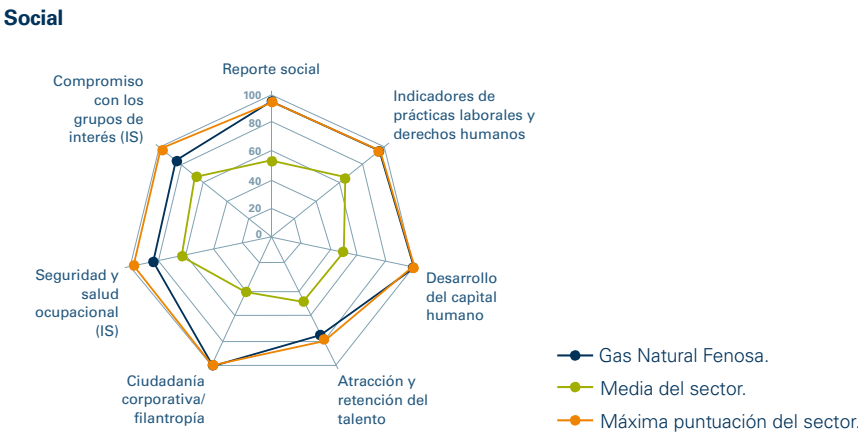 Social
Reporte social
Compromiso
con los
grupos de
interés (IS)
Indicadores de
prácticas laborales y
derechos humanos
100
80
60
40
20
0
Seguridad y
salud
ocupacional
(IS)
Desarrollo
del capital
humano
Ciudadanía
corporativa/
filantropía
Atracción y
retención del
talento
Gas Natural Fenosa.
Media del sector.
Máxima puntuación del sector.